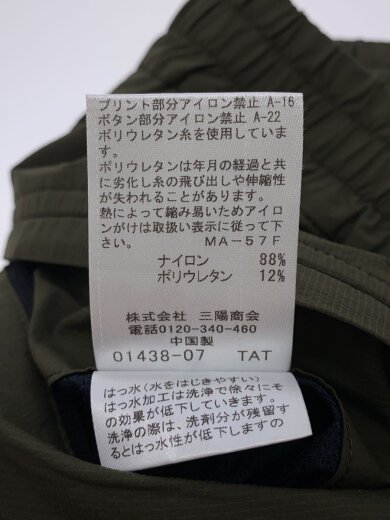 プリント部分アイロン禁止 A-16
ボタン部分アイロン禁止 A-22
ポリウレタン糸を使用していま
す。
ポリウレタンは年月の経過と共
に劣化し糸の飛び出しや伸縮性
が失われることがあります。
熱によって縮み易いためアイロ
ンがけは取扱い表示に従って下
さい。 MA-57F
ナイロン 88%
ポリウレタン 12%
株式会社 三陽商会
電話0120-340-460
中国製
01438-07 TAT
はっ水(水をはじきやすい)
はっ水加工は洗浄で徐々にそ
の効果が低下していきます。
洗浄の際は、洗剤分が残留す
るとはっ水性が低下しますの